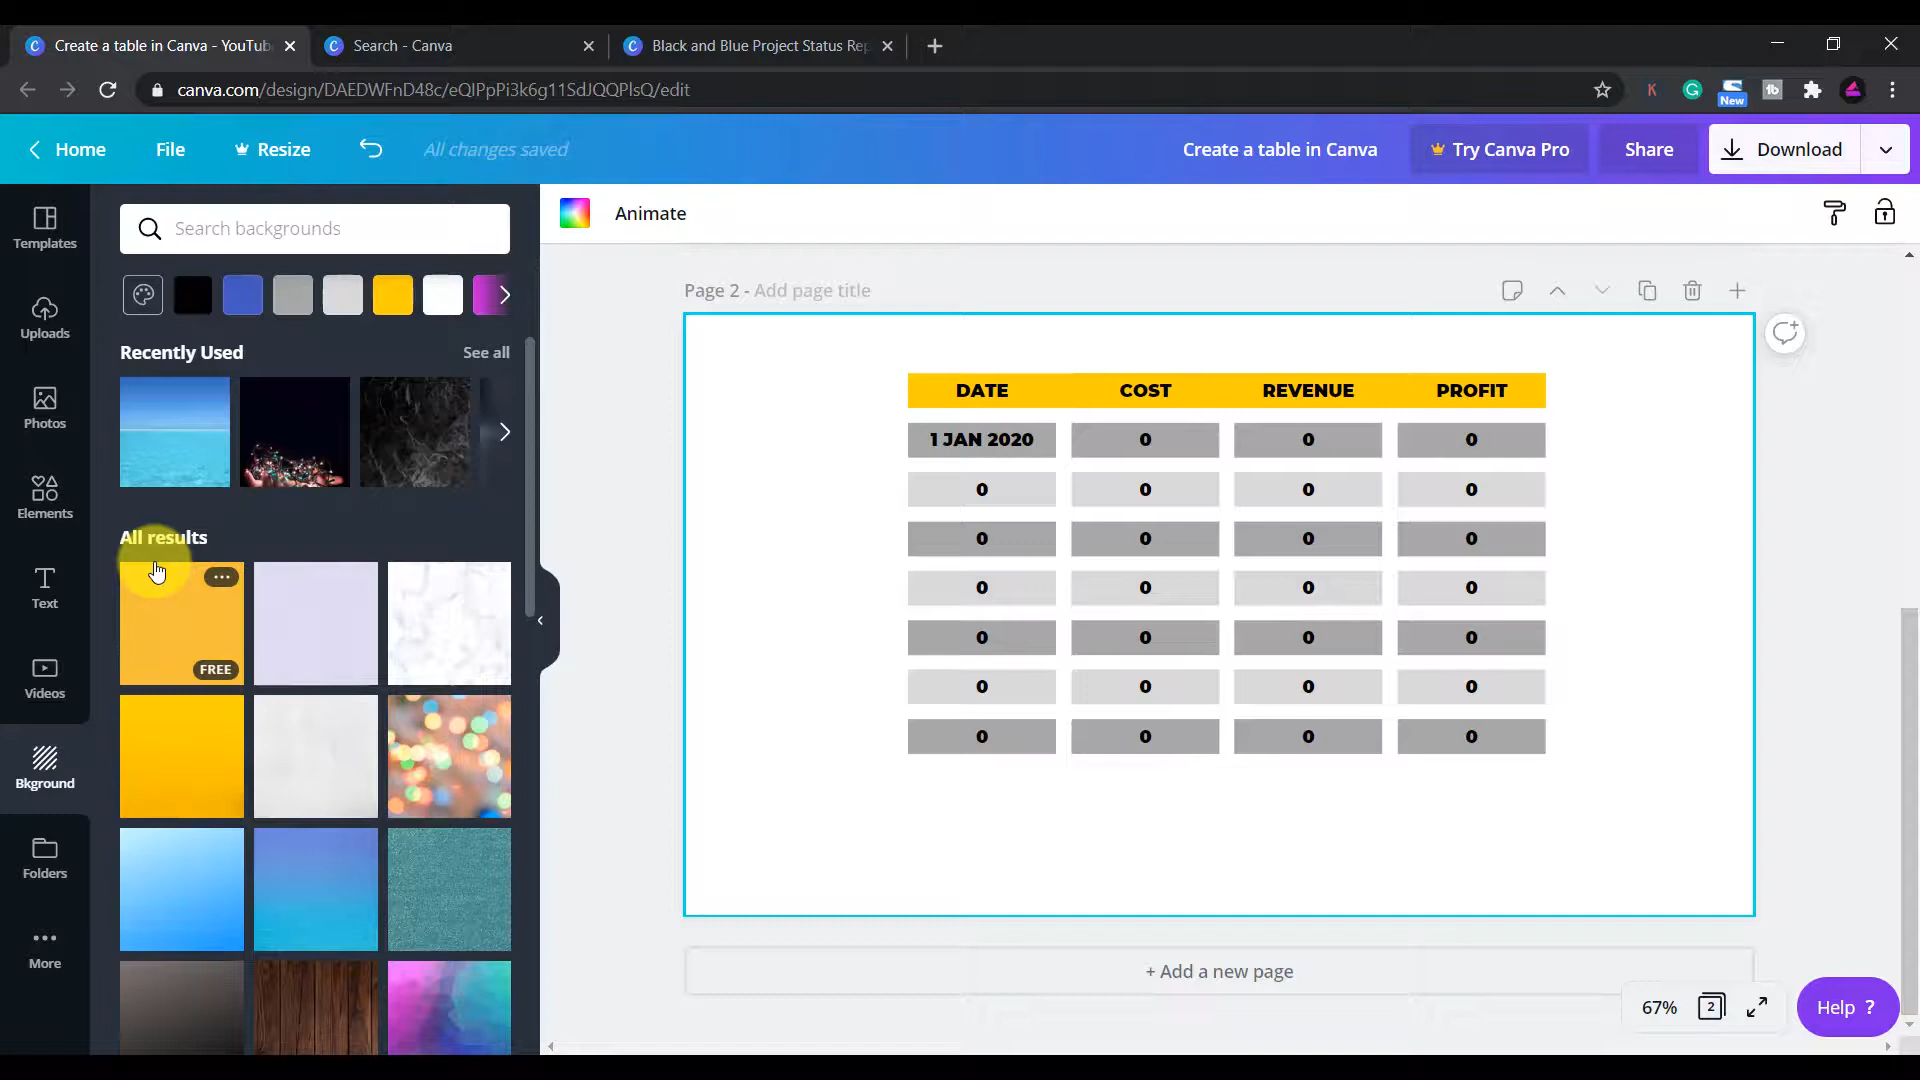 Create a table in Canva - YouTub
Search - Canva
Black and Blue Project Status Rep
canva.com/design/DAEDWFnD48c/eQIPpPi3k6g11SdJQQPlsQ/edit
New
Home
File
Resize
All changes saved
Create a table in Canva
Try Canva Pro
Share
Download
Templates
Uploads
Photos
Elements
Text
Videos
Bkground
Folders
More
Search backgrounds
Recently Used
See all
All results
FREE
Animate
Page 2 - Add page title
DATE COST REVENUE PROFIT
1 JAN 2020 0 0 0
0 0 0 0
0 0 0 0
0 0 0 0
0 0 0 0
0 0 0 0
0 0 0 0
+ Add a new page
67%
2
Help ?